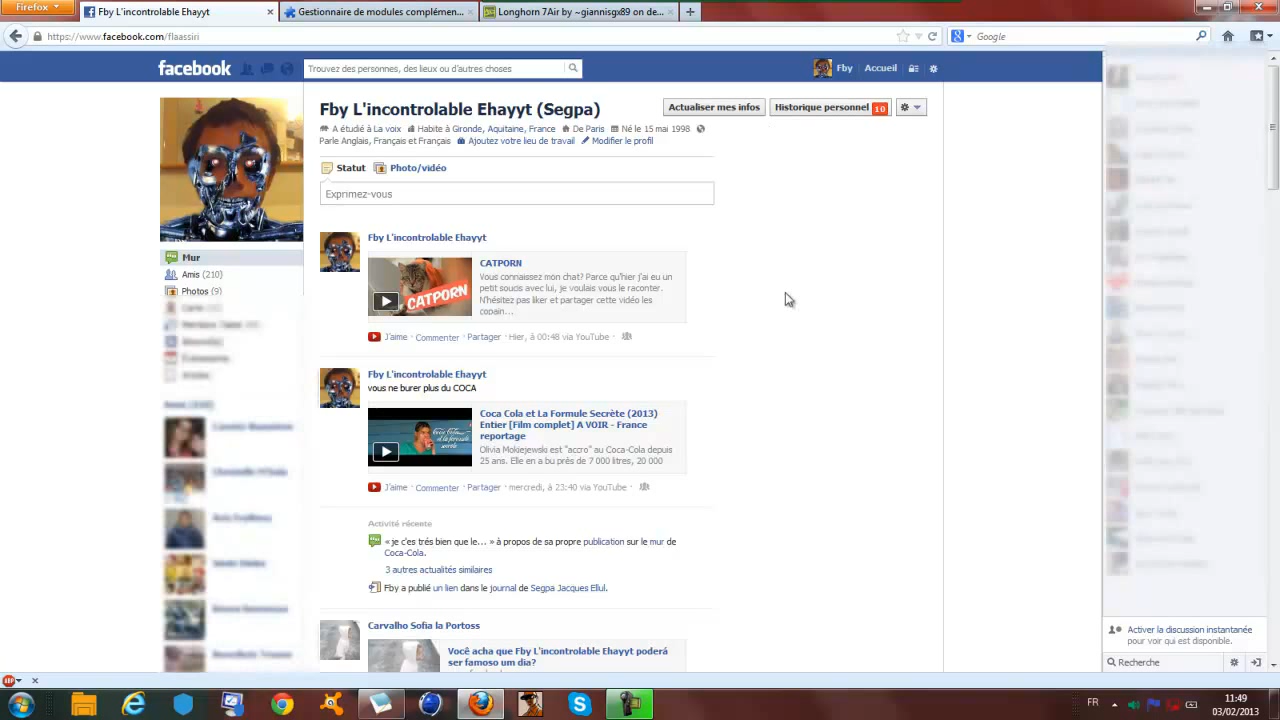 Firefox
Fby L'incontrolable Ehayyt
Gestionnaire de modules complémen...
Longhorn 7Air by ~giannisgx89 on de...
https://www.facebook.com/flaassiri
Google
facebook
Trouvez des personnes, des lieux ou d'autres choses
Fby
Accueil
Fby L'incontrolable Ehayyt (Segpa)
Actualiser mes infos
Historique personnel 10
A étudié à La voix Habite à Gironde, Aquitaine, France De Paris Né le 15 mai 1998
Parle Anglais, Français et Français Ajoutez votre lieu de travail Modifier le profil
Statut Photo/vidéo
Exprimez-vous
Mur
Amis (210)
Photos (9)
Fby L'incontrolable Ehayyt
CATPORN
CATPORN
Vous connaissez mon chat? Parce qu'hier j'ai eu un
petit soucis avec lui, je voulais vous le raconter.
N'hésitez pas liker et partager cette vidéo les
copain...
J'aime · Commenter · Partager · Hier, à 00:48 via YouTube ·
Fby L'incontrolable Ehayyt
vous ne burer plus du COCA
Coca Cola et La Formule Secrète (2013)
Entier [Film complet] A VOIR - France
reportage
Olivia Mokiejewski est "accro" au Coca-Cola depuis
25 ans. Elle en a bu près de 7 000 litres, 20 000
J'aime · Commenter · Partager · mercredi, à 23:40 via YouTube ·
Activité récente
« je c'es trés bien que le... » à propos de sa propre publication sur le mur de
Coca-Cola.
3 autres actualités similaires
Fby a publié un lien dans le journal de Segpa Jacques Ellul.
Carvalho Sofia la Portoss
Você acha que Fby L'incontrolable Ehayyt poderá
ser famoso um dia?
Activer la discussion instantanée
pour voir qui est disponible.
Recherche
FR
11:49
03/02/2013